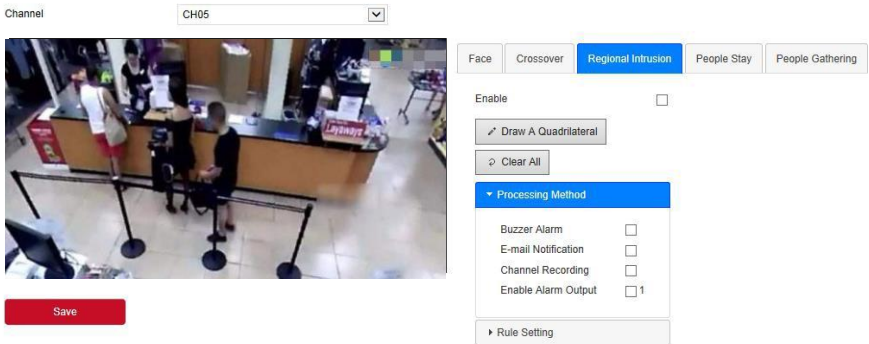 Channel
CH05
Face
Crossover
Regional Intrusion
People Stay
People Gathering
Layaways
Enable
Draw A Quadrilateral
Clear All
Processing Method
Buzzer Alarm
E-mail Notification
Channel Recording
Enable Alarm Output
1
Save
Rule Setting